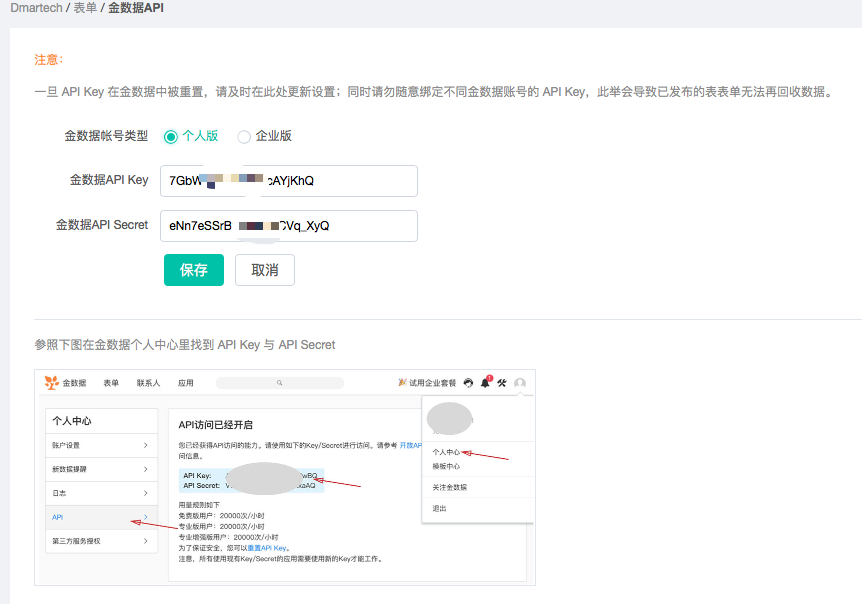 Dmartech / 表单 / 金数据API
注意：
一旦 API Key 在金数据中被重置，请及时在此处更新设置；同时请勿随意绑定不同金数据账号的 API Key，此举会导致已发布的表表单无法再回收数据。
金数据帐号类型 个人版 企业版
金数据API Key 7GbW AYjKhQ
金数据API Secret eNn7eSSrB Vq_XyQ
保存 取消
参照下图在金数据个人中心里找到 API Key 与 API Secret
金数据 表单 联系人 应用 试用企业套餐
个人中心
账户设置
新数据提醒
日志
API
第三方服务授权
API访问已经开启
您已经获得API访问的能力。请使用如下的Key/Secret进行访问。请参考 开放AP
问信息。
API Key: wBQ
API Secret: xaAQ
用量规则如下
免费版用户：20000次/小时
专业版用户：20000次/小时
专业增强版用户：20000次/小时
为了保证安全，您可以重置API Key。
注意，所有使用现有Key/Secret的应用需要使用新的Key才能工作。
个人中心
模板中心
关注金数据
退出